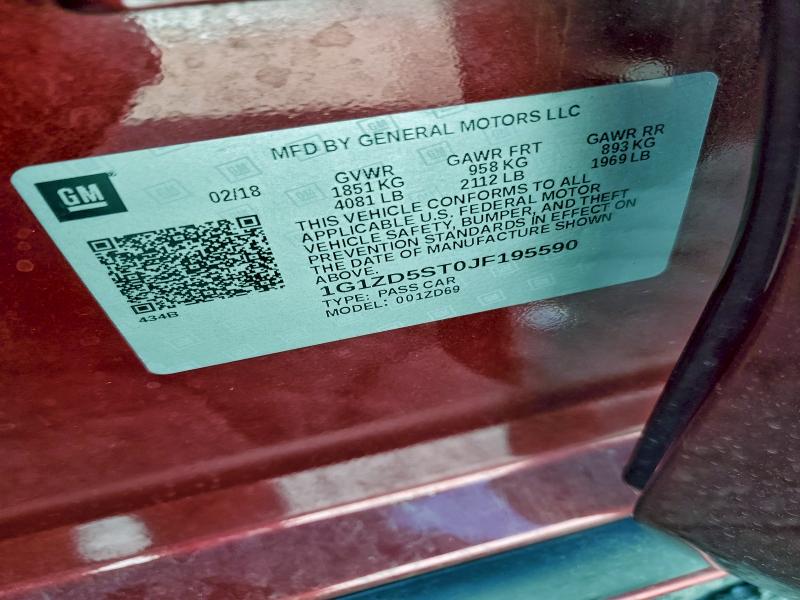 MFD BY GENERAL MOTORS LLC
GM
02/18
GVWR
1851 KG
4081 LB
GAWR FRT
958 KG
2112 LB
GAWR RR
893 KG
1969 LB
THIS VEHICLE CONFORMS TO ALL
APPLICABLE U.S. FEDERAL MOTOR
VEHICLE SAFETY, BUMPER, AND THEFT
PREVENTION STANDARDS IN EFFECT ON
THE DATE OF MANUFACTURE SHOWN
ABOVE.
1G1ZD5ST0JF195590
TYPE: PASS CAR
MODEL: 001ZD69
434B